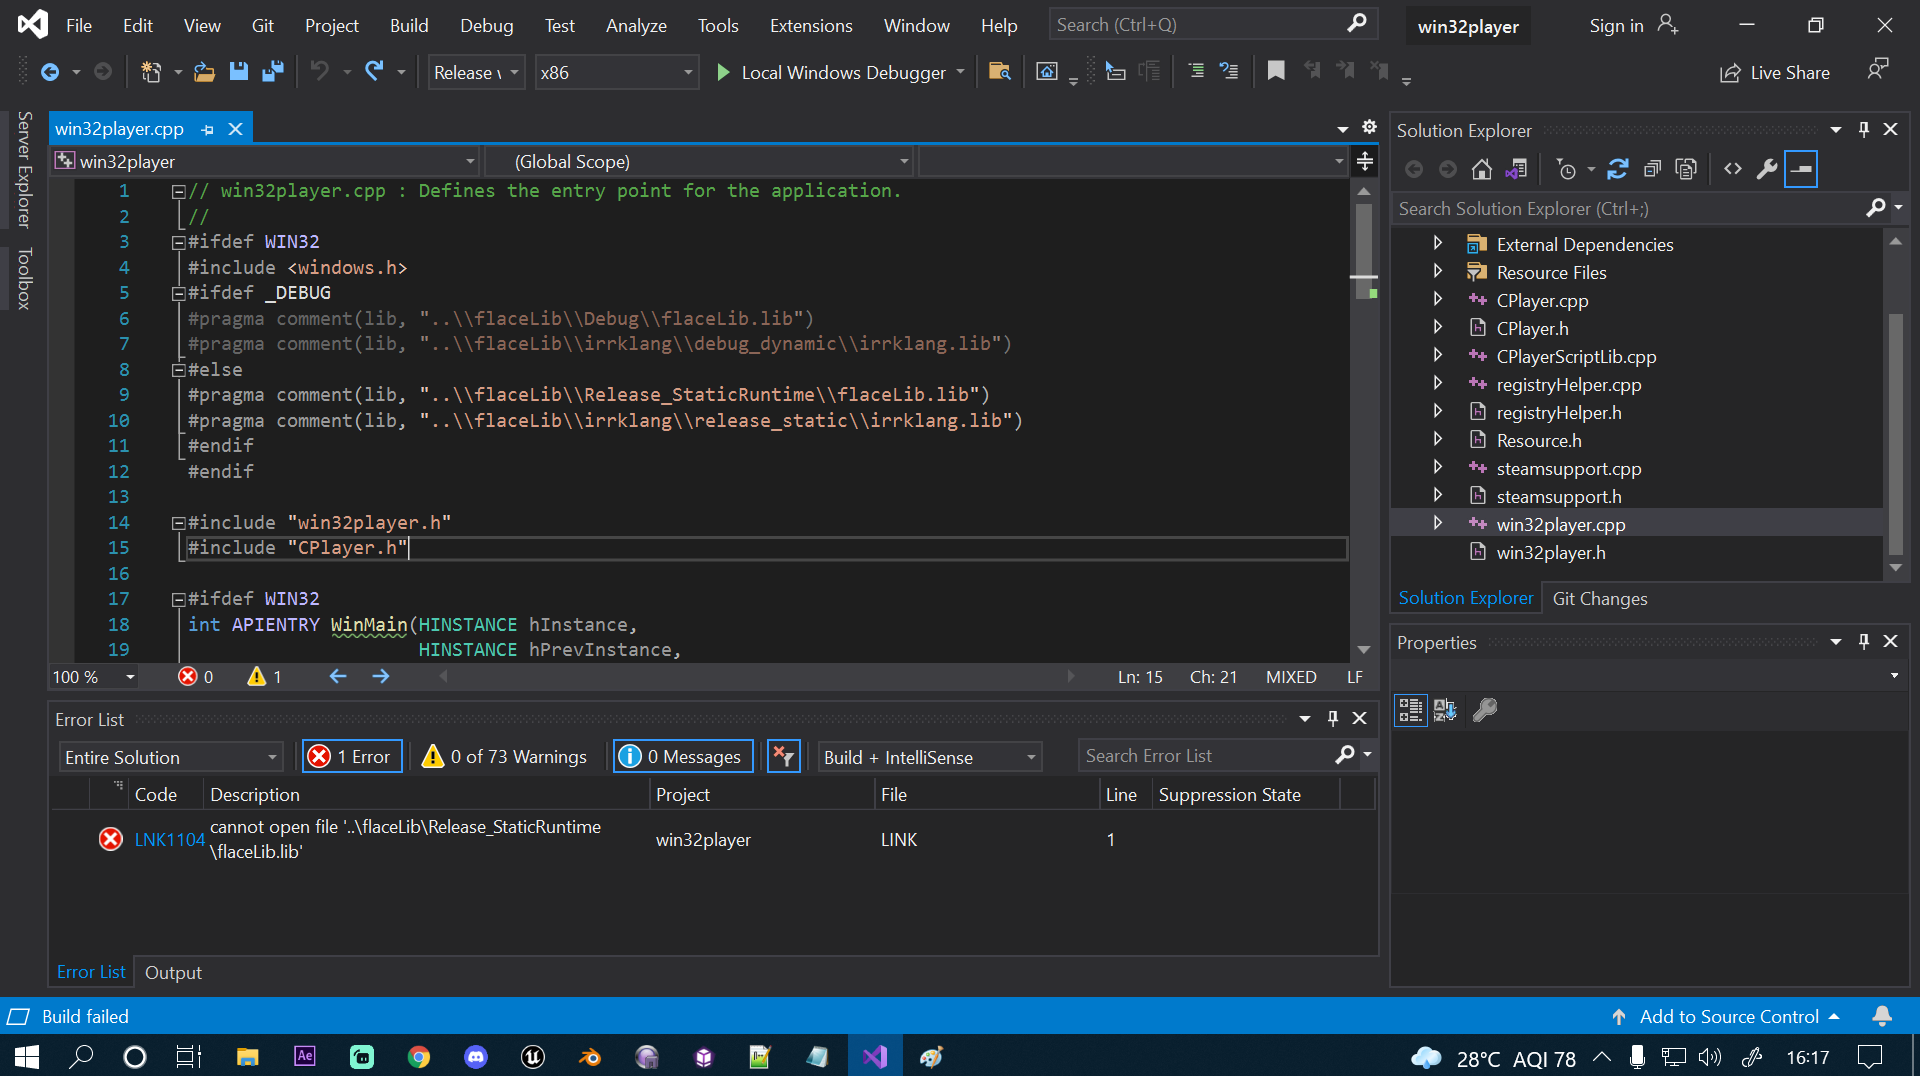 File Edit View Git Project Build Debug Test Analyze Tools Extensions Window Help Search (Ctrl+Q) win32player Sign in
Release x86 Local Windows Debugger Live Share
Server Explorer
Toolbox
win32player.cpp
win32player (Global Scope)
1 // win32player.cpp : Defines the entry point for the application.
2 //
3 #ifdef WIN32
4 #include <windows.h>
5 #ifdef _DEBUG
6 #pragma comment(lib, "..\\flaceLib\\Debug\\flaceLib.lib")
7 #pragma comment(lib, "..\\flaceLib\\irrklang\\debug_dynamic\\irrklang.lib")
8 #else
9 #pragma comment(lib, "..\\flaceLib\\Release_StaticRuntime\\flaceLib.lib")
10 #pragma comment(lib, "..\\flaceLib\\irrklang\\release_static\\irrklang.lib")
11 #endif
12 #endif
13
14 #include "win32player.h"
15 #include "CPlayer.h"
16
17 #ifdef WIN32
18 int APIENTRY WinMain(HINSTANCE hInstance,
19 HINSTANCE hPrevInstance,
100 % 0 1 Ln: 15 Ch: 21 MIXED LF
Error List
Entire Solution 1 Error 0 of 73 Warnings 0 Messages Build + IntelliSense Search Error List
Code Description Project File Line Suppression State
LNK1104 cannot open file '..\flaceLib\Release_StaticRuntime
\flaceLib.lib' win32player LINK 1
Error List Output
Solution Explorer
Search Solution Explorer (Ctrl+;)
External Dependencies
Resource Files
CPlayer.cpp
CPlayer.h
CPlayerScriptLib.cpp
registryHelper.cpp
registryHelper.h
Resource.h
steamsupport.cpp
steamsupport.h
win32player.cpp
win32player.h
Solution Explorer Git Changes
Properties
Build failed Add to Source Control
Ae 28°C AQI 78 16:17